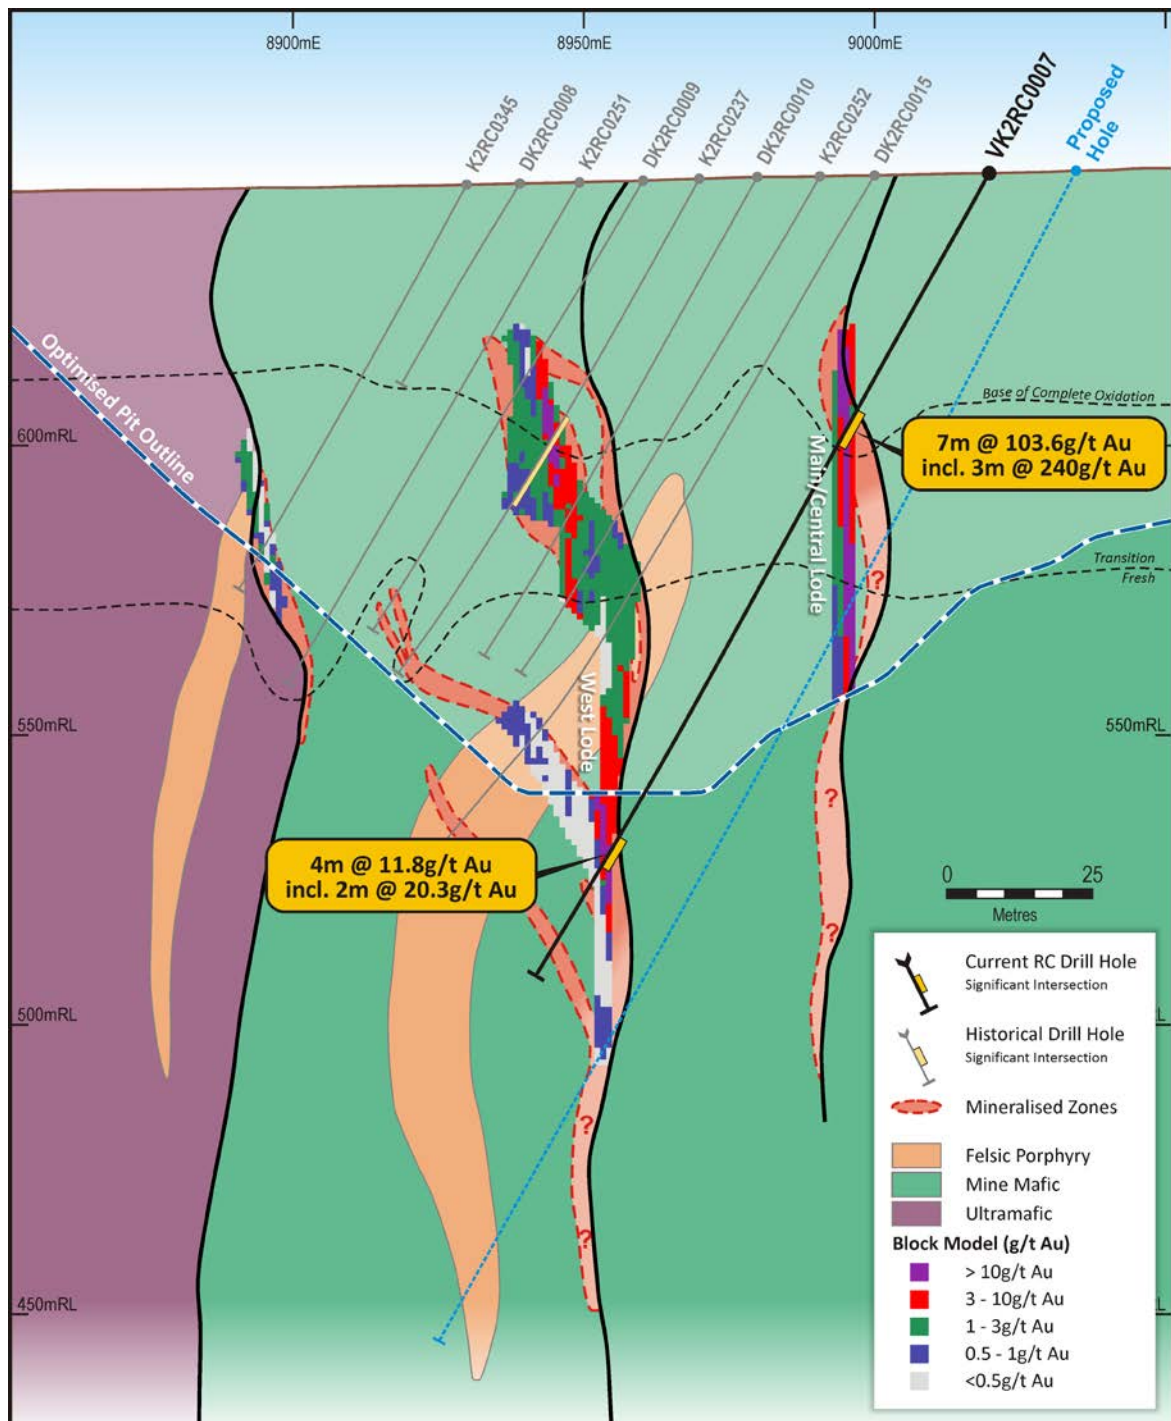 8900mE
8950mE
9000mE
K2RC0345
DK2RC0008
K2RC0251
DK2RC0009
K2RC0237
DK2RC0010
K2RC0252
DK2RC0015
VK2RC0007
Proposed
Hole
Optimised Pit Outline
Base of Complete Oxidation
600mRL
7m @ 103.6g/t Au
incl. 3m @ 240g/t Au
Main/Central Lode
Transition
Fresh
?
West Lode
550mRL
550mRL
?
4m @ 11.8g/t Au
incl. 2m @ 20.3g/t Au
0
25
Metres
?
500mRL
?
?
450mRL
Current RC Drill Hole
Significant Intersection
Historical Drill Hole
Significant Intersection
Mineralised Zones
Felsic Porphyry
Mine Mafic
Ultramafic
Block Model (g/t Au)
> 10g/t Au
3 - 10g/t Au
1 - 3g/t Au
0.5 - 1g/t Au
<0.5g/t Au